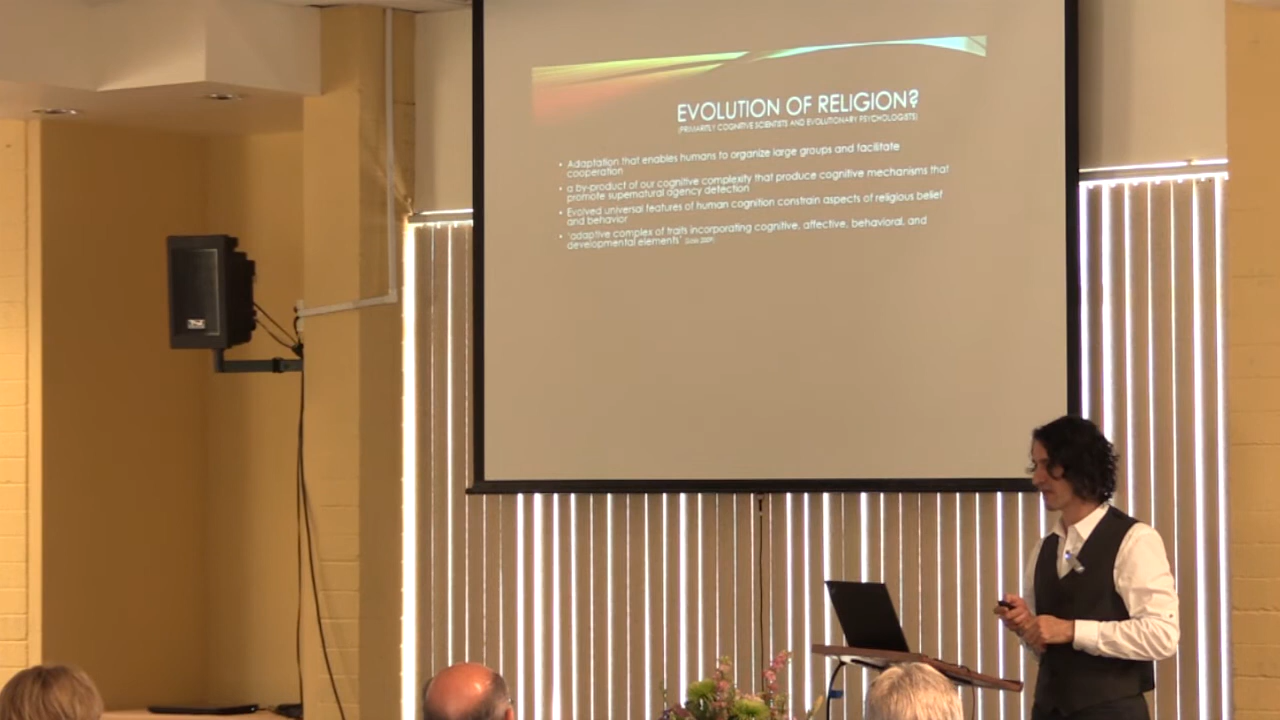 EVOLUTION OF RELIGION?
(PRIMARITLY COGNITIVE SCIENTISTS AND EVOLUTIONARY PSYCHOLOGISTS)
• Adaptation that enables humans to organize large groups and facilitate
cooperation
• a by-product of our cognitive complexity that produce cognitive mechanisms that
promote supernatural agency detection
• Evolved universal features of human cognition constrain aspects of religious belief
and behavior
• 'adaptive complex of traits incorporating cognitive, affective, behavioral, and
developmental elements'